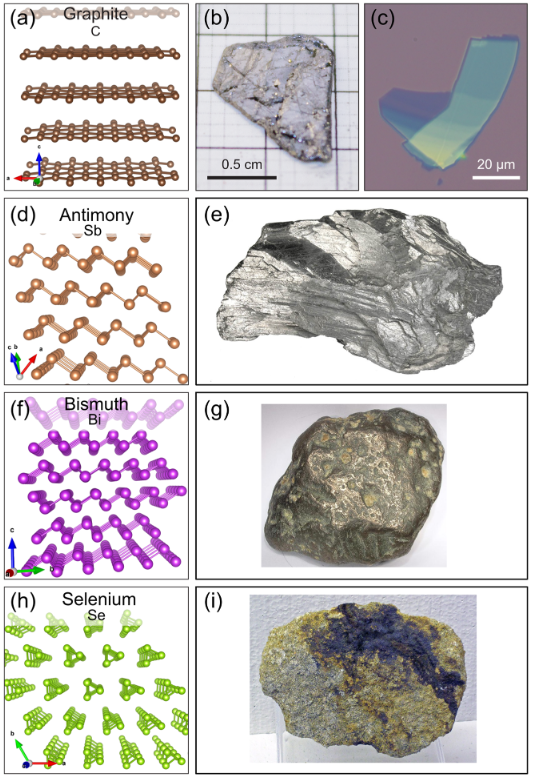 (a) Graphite
C
c
a
(b)
0.5 cm
(c)
20 μm
(d) Antimony
Sb
c b a
(e)
(f) Bismuth
Bi
c
b
(g)
(h) Selenium
Se
b
a
(i)